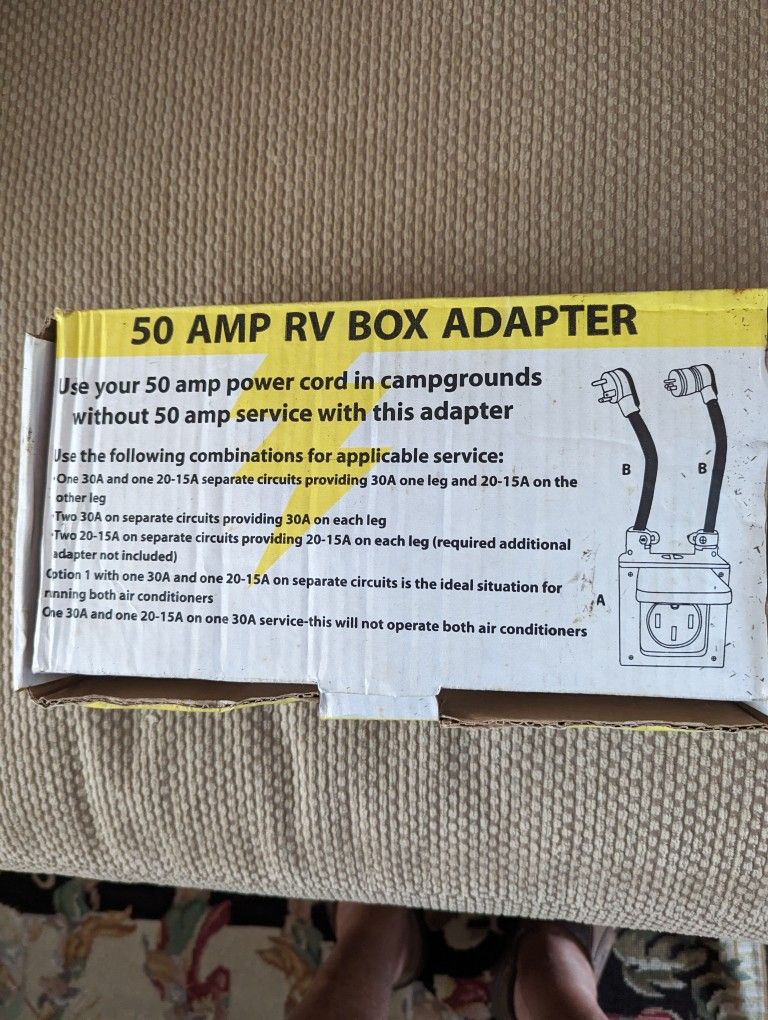 50 AMP RV BOX ADAPTER
Use your 50 amp power cord in campgrounds
without 50 amp service with this adapter
Use the following combinations for applicable service:
·One 30A and one 20-15A separate circuits providing 30A one leg and 20-15A on the
other leg
·Two 30A on separate circuits providing 30A on each leg
·Two 20-15A on separate circuits providing 20-15A on each leg (required additional
adapter not included)
Option 1 with one 30A and one 20-15A on separate circuits is the ideal situation for
running both air conditioners
One 30A and one 20-15A on one 30A service-this will not operate both air conditioners
B
B
A